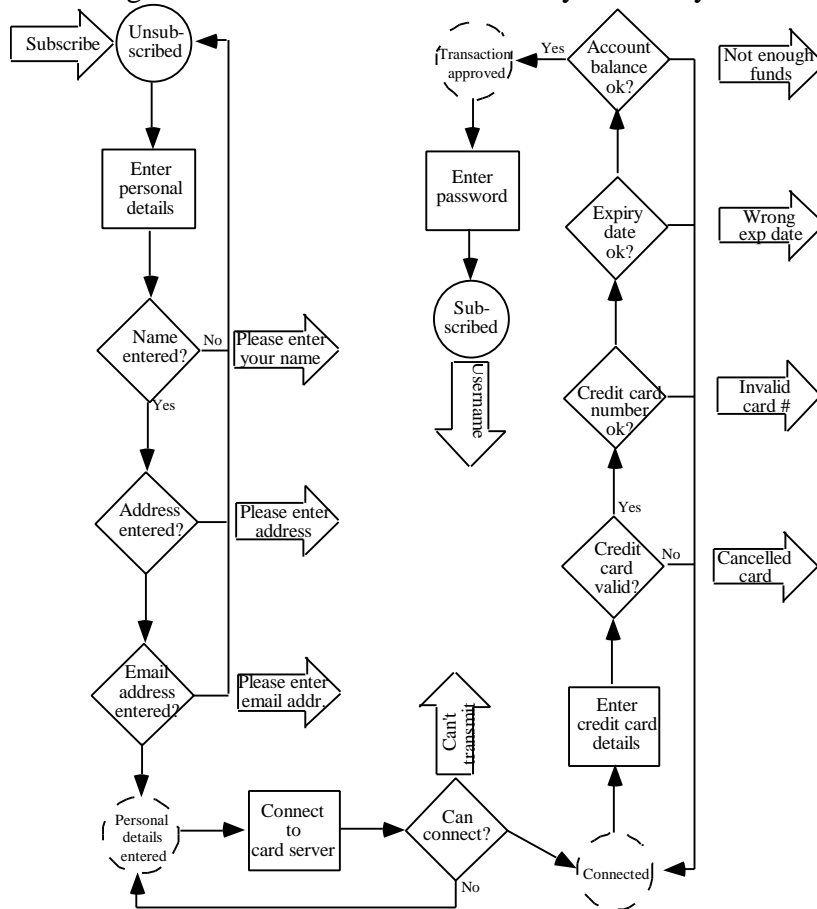 Subscribe
Unsub-
scribed
Enter
personal
details
Name
entered?
No
Please enter
your name
Yes
Address
entered?
Please enter
address
Email
address
entered?
Please enter
email addr.
Personal
details
entered
Connect
to
card server
Can't
transmit
Can
connect?
No
Connected
Enter
credit card
details
Credit
card
valid?
No
Cancelled
card
Yes
Credit card
number
ok?
Invalid
card #
Expiry
date
ok?
Wrong
exp date
Account
balance
ok?
Not enough
funds
Yes
Transaction
approved
Enter
password
Sub-
scribed
Username